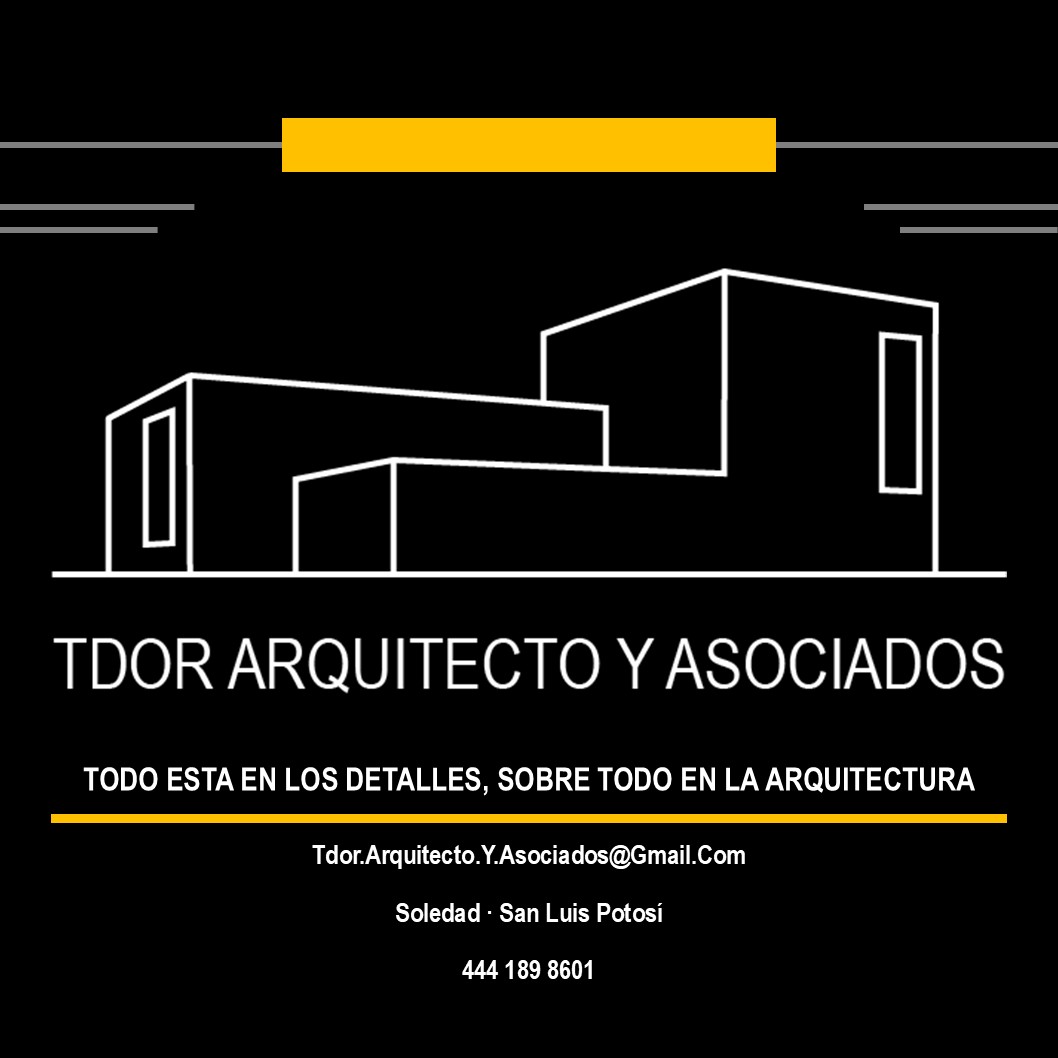 TDOR ARQUITECTO Y ASOCIADOS
TODO ESTA EN LOS DETALLES, SOBRE TODO EN LA ARQUITECTURA
Tdor.Arquitecto.Y.Asociados@Gmail.Com
Soledad · San Luis Potosí
444 189 8601